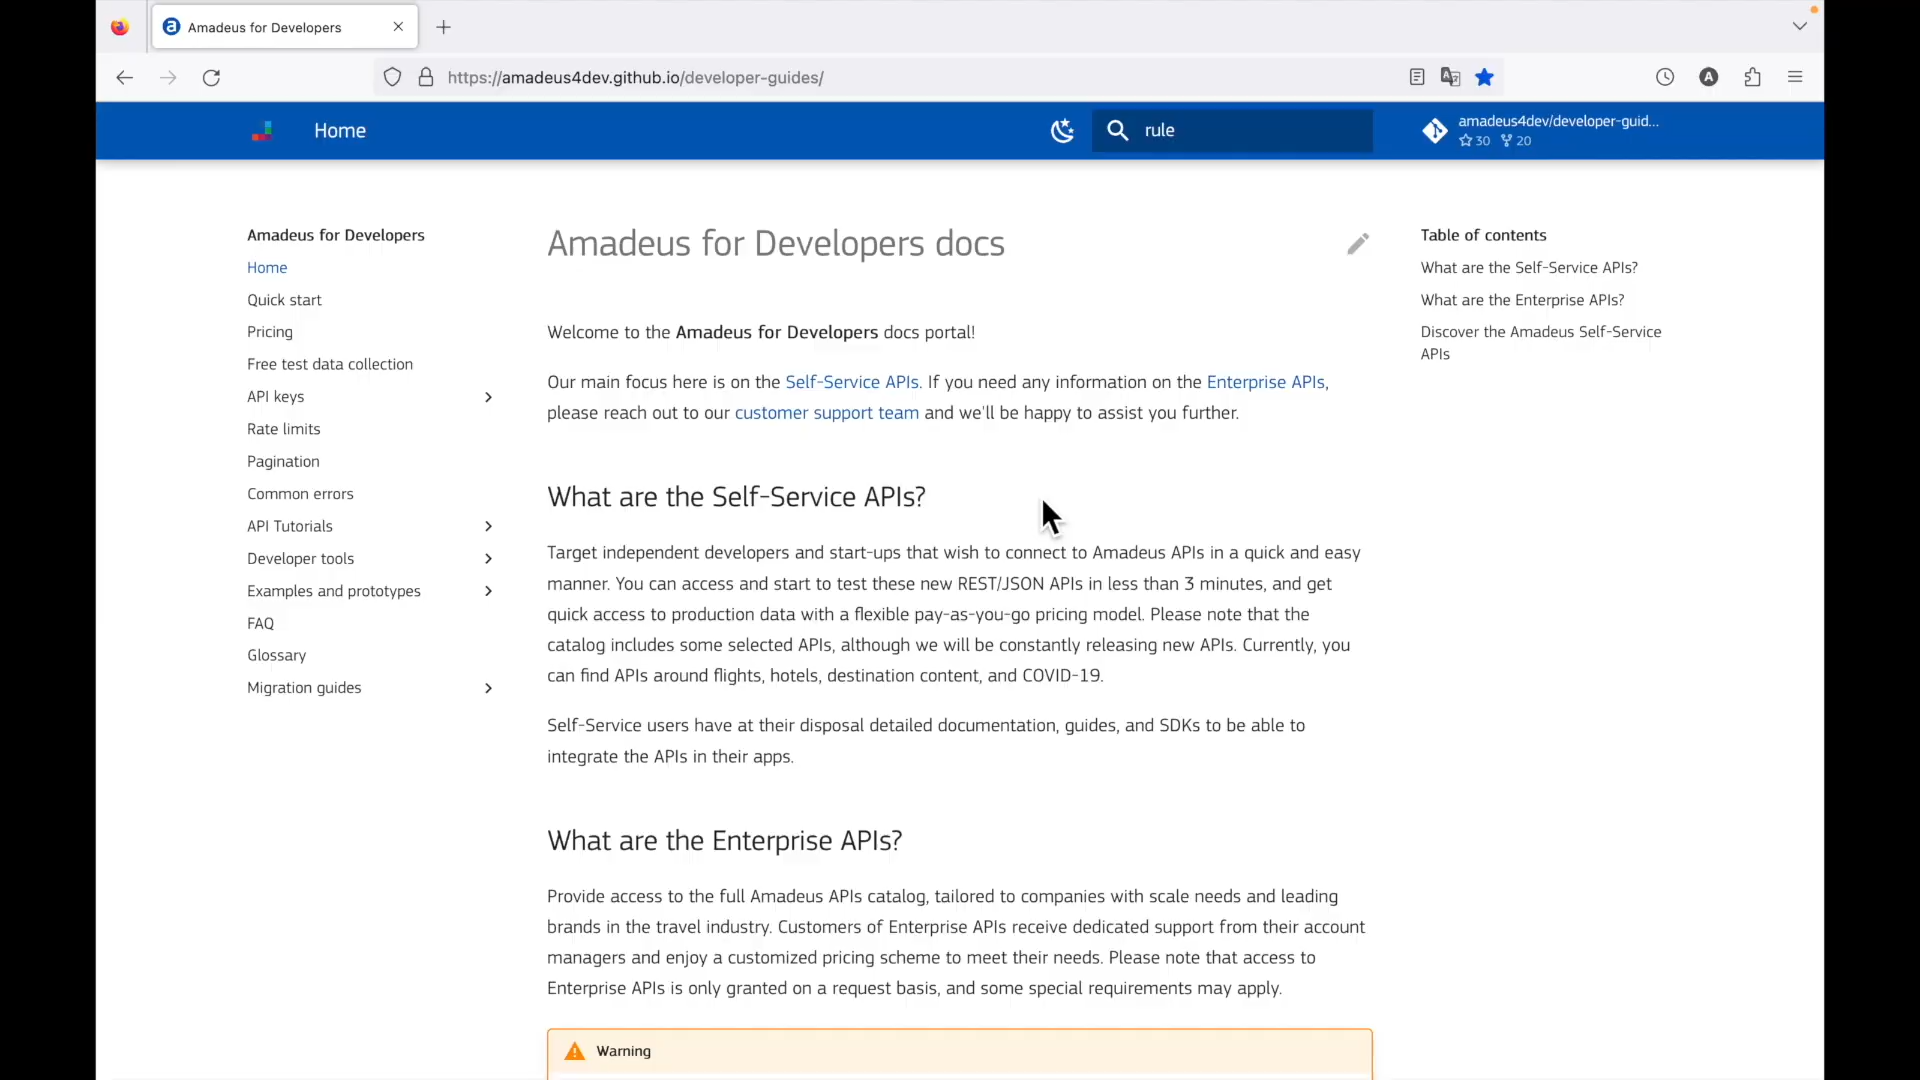 Amadeus for Developers
https://amadeus4dev.github.io/developer-guides/
Home
rule
amadeus4dev/developer-guid...
30 20
Amadeus for Developers
Home
Quick start
Pricing
Free test data collection
API keys
Rate limits
Pagination
Common errors
API Tutorials
Developer tools
Examples and prototypes
FAQ
Glossary
Migration guides
Amadeus for Developers docs
Welcome to the Amadeus for Developers docs portal!
Our main focus here is on the Self-Service APIs. If you need any information on the Enterprise APIs,
please reach out to our customer support team and we'll be happy to assist you further.
What are the Self-Service APIs?
Target independent developers and start-ups that wish to connect to Amadeus APIs in a quick and easy
manner. You can access and start to test these new REST/JSON APIs in less than 3 minutes, and get
quick access to production data with a flexible pay-as-you-go pricing model. Please note that the
catalog includes some selected APIs, although we will be constantly releasing new APIs. Currently, you
can find APIs around flights, hotels, destination content, and COVID-19.
Self-Service users have at their disposal detailed documentation, guides, and SDKs to be able to
integrate the APIs in their apps.
What are the Enterprise APIs?
Provide access to the full Amadeus APIs catalog, tailored to companies with scale needs and leading
brands in the travel industry. Customers of Enterprise APIs receive dedicated support from their account
managers and enjoy a customized pricing scheme to meet their needs. Please note that access to
Enterprise APIs is only granted on a request basis, and some special requirements may apply.
Warning
Table of contents
What are the Self-Service APIs?
What are the Enterprise APIs?
Discover the Amadeus Self-Service
APIs